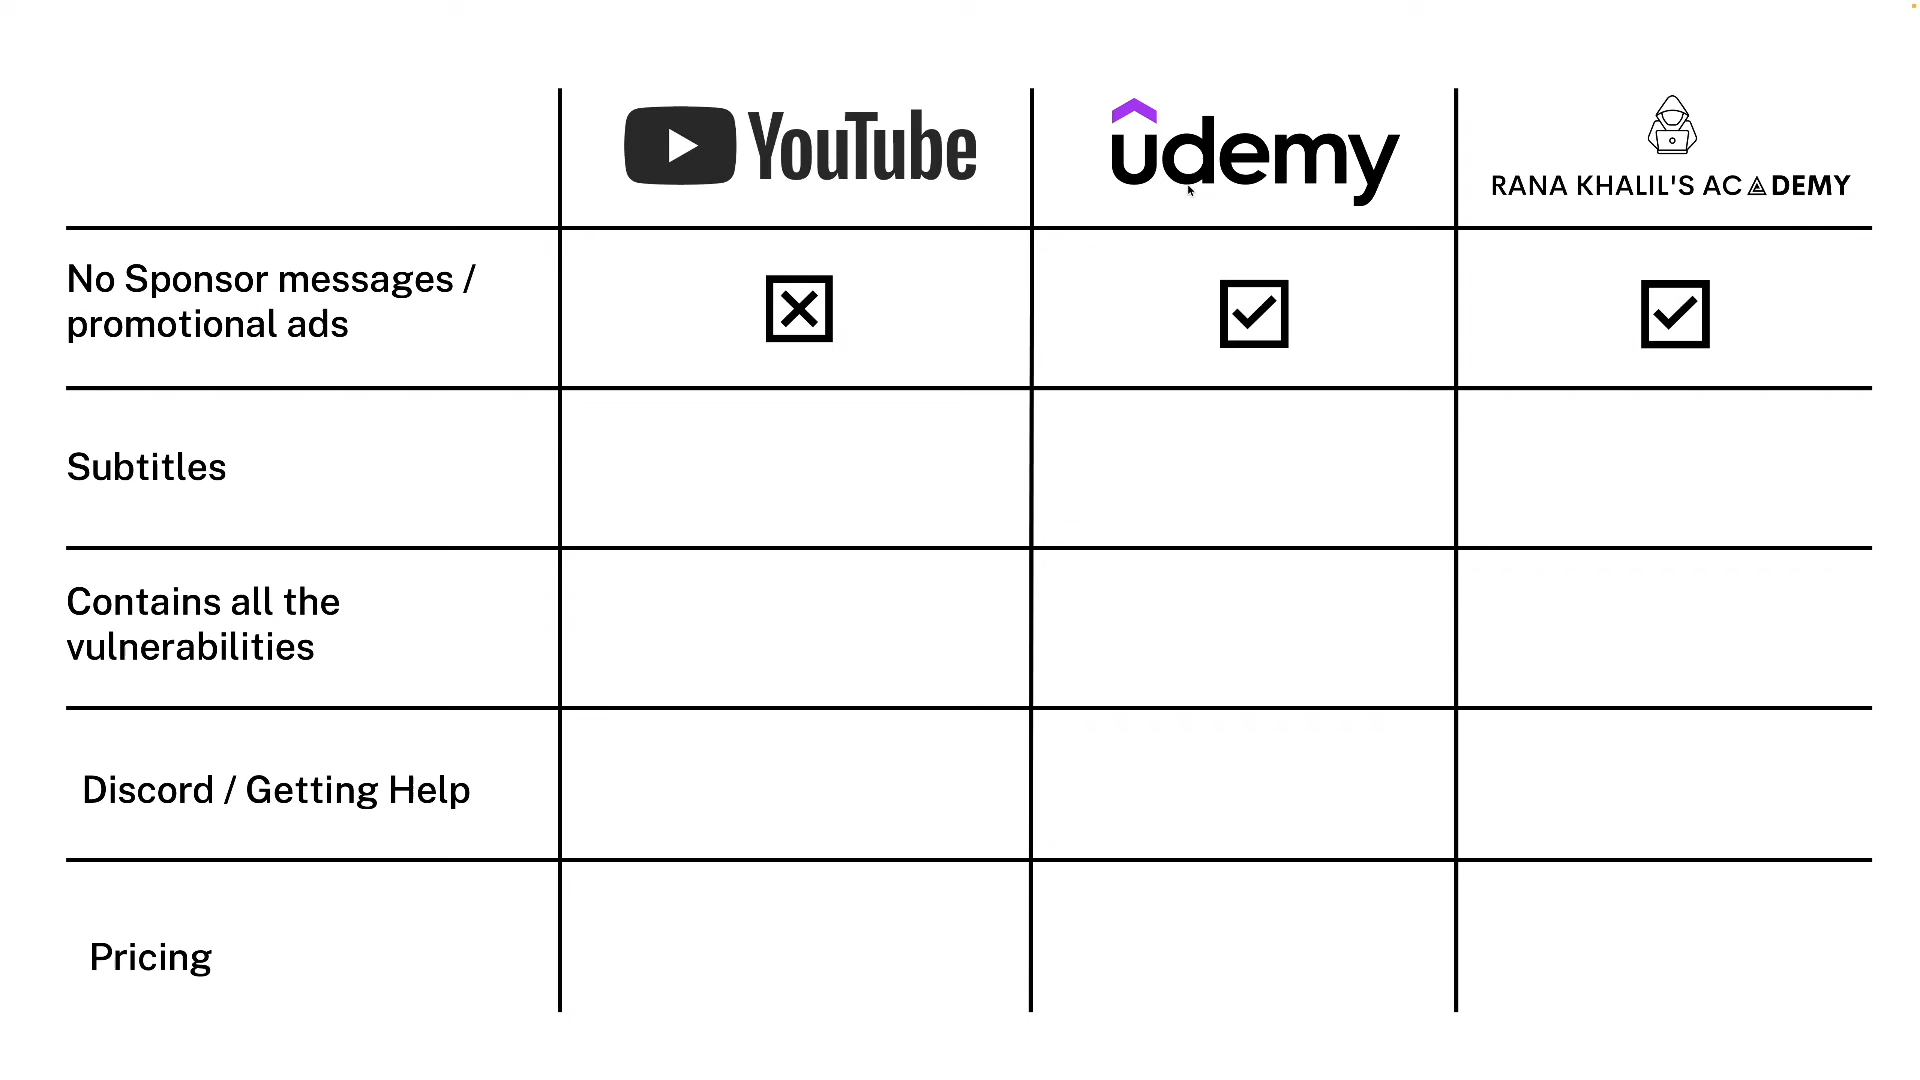 YouTube
udemy
RANA KHALIL'S ACADEMY
No Sponsor messages /
promotional ads
Subtitles
Contains all the
vulnerabilities
Discord / Getting Help
Pricing